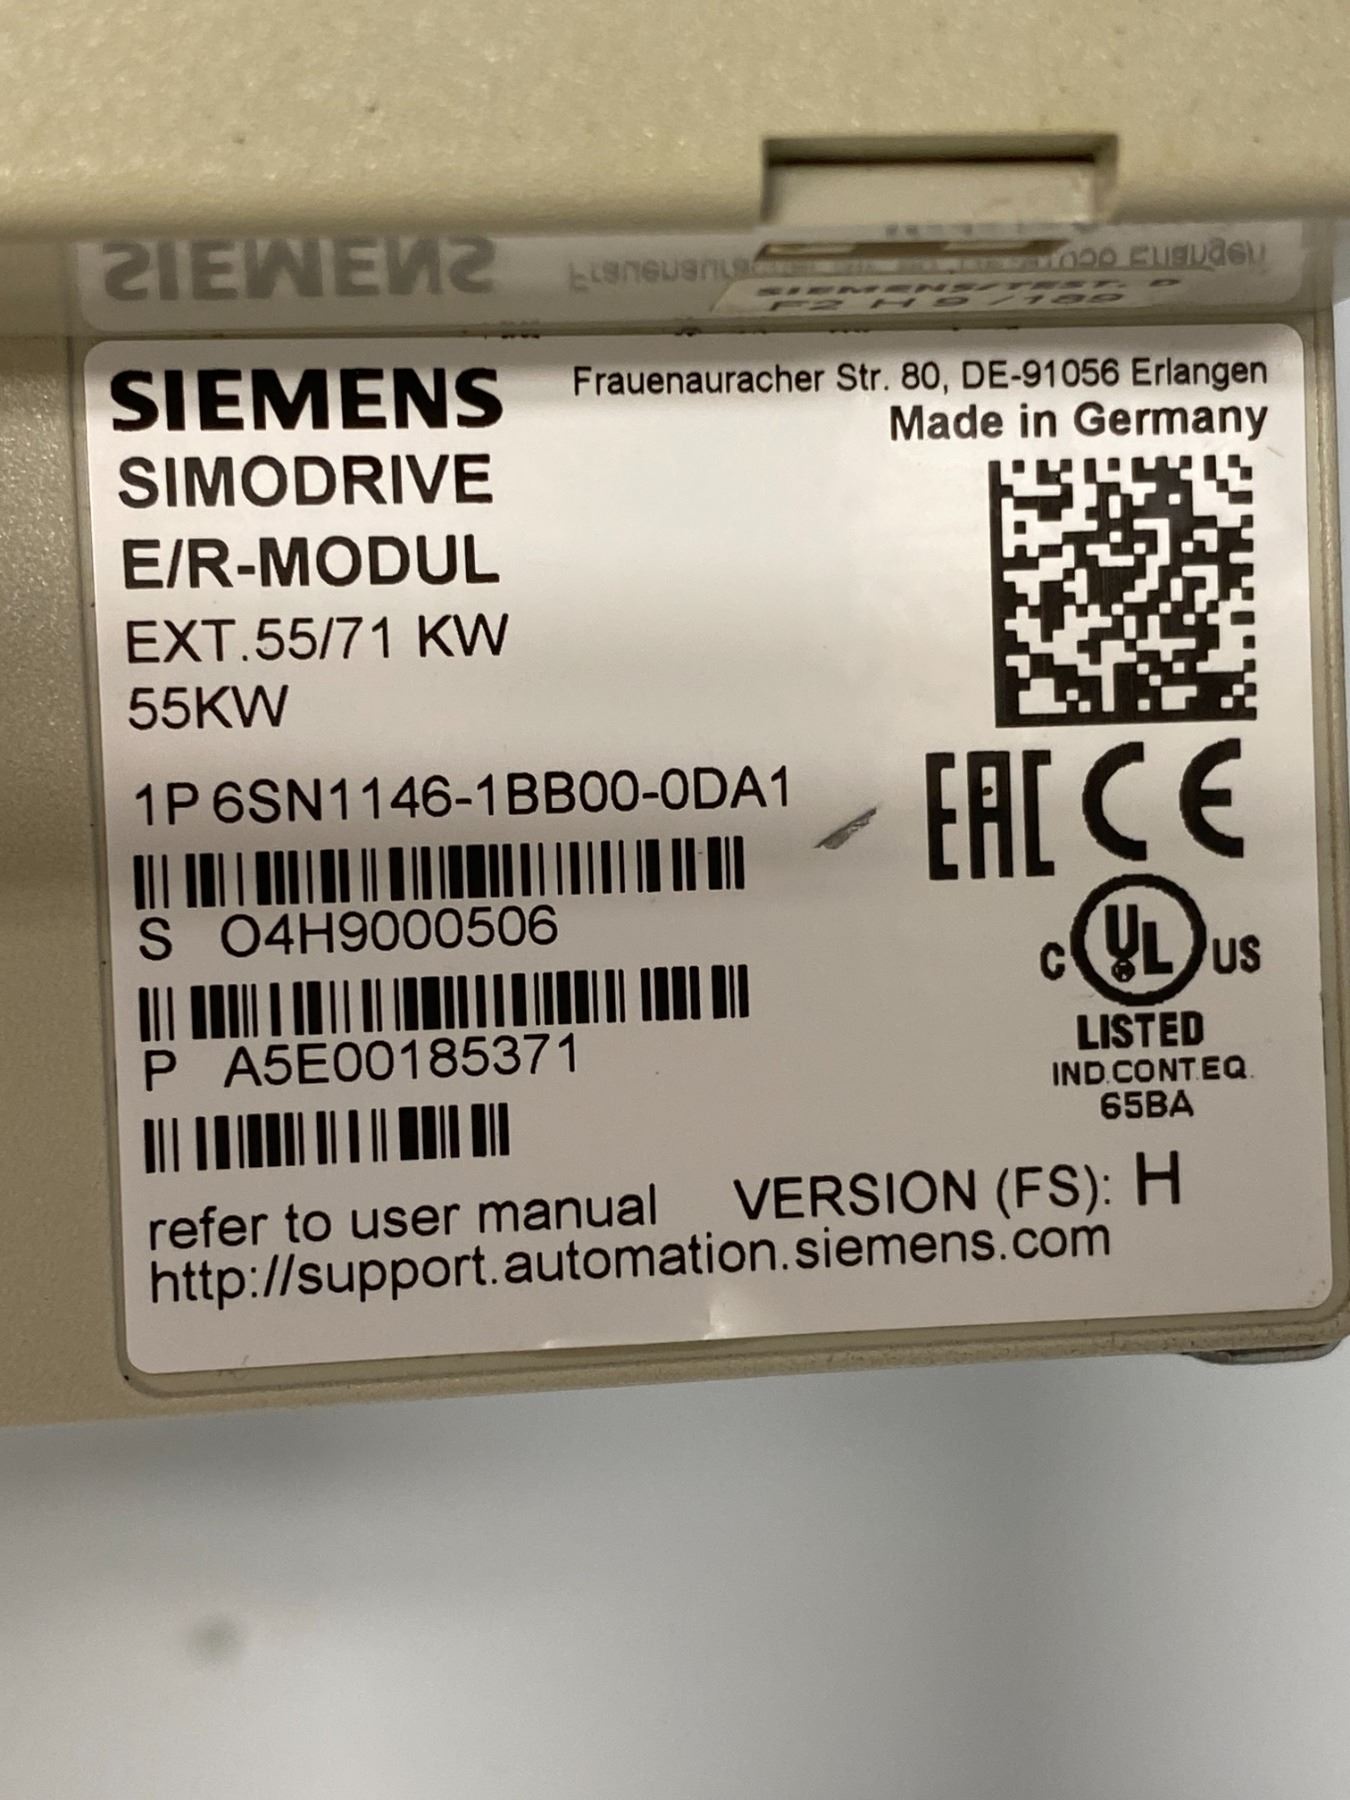 SIEMENS
Frauenauracher Str. 80, DE-91056 Erlangen
Made in Germany
SIMODRIVE
E/R-MODUL
EXT.55/71 KW
55KW
1P 6SN1146-1BB00-0DA1
S O4H9000506
P A5E00185371
EAC CE
C UL US
LISTED
IND.CONT.EQ.
65BA
refer to user manual VERSION (FS): H
http://support.automation.siemens.com